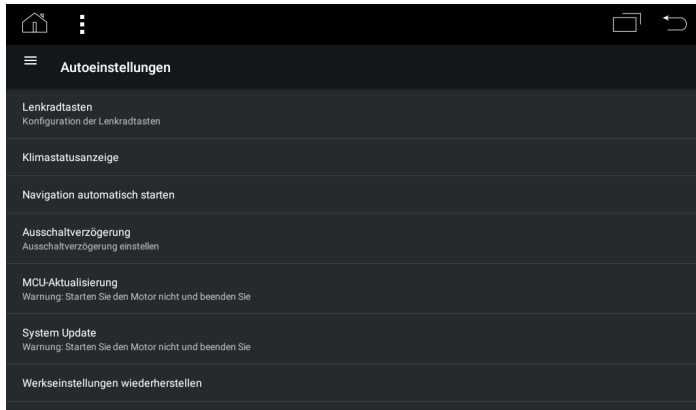 Autoeinstellungen
Lenkradtasten
Konfiguration der Lenkradtasten
Klimastatusanzeige
Navigation automatisch starten
Ausschaltverzögerung
Ausschaltverzögerung einstellen
MCU-Aktualisierung
Warnung: Starten Sie den Motor nicht und beenden Sie
System Update
Warnung: Starten Sie den Motor nicht und beenden Sie
Werkseinstellungen wiederherstellen